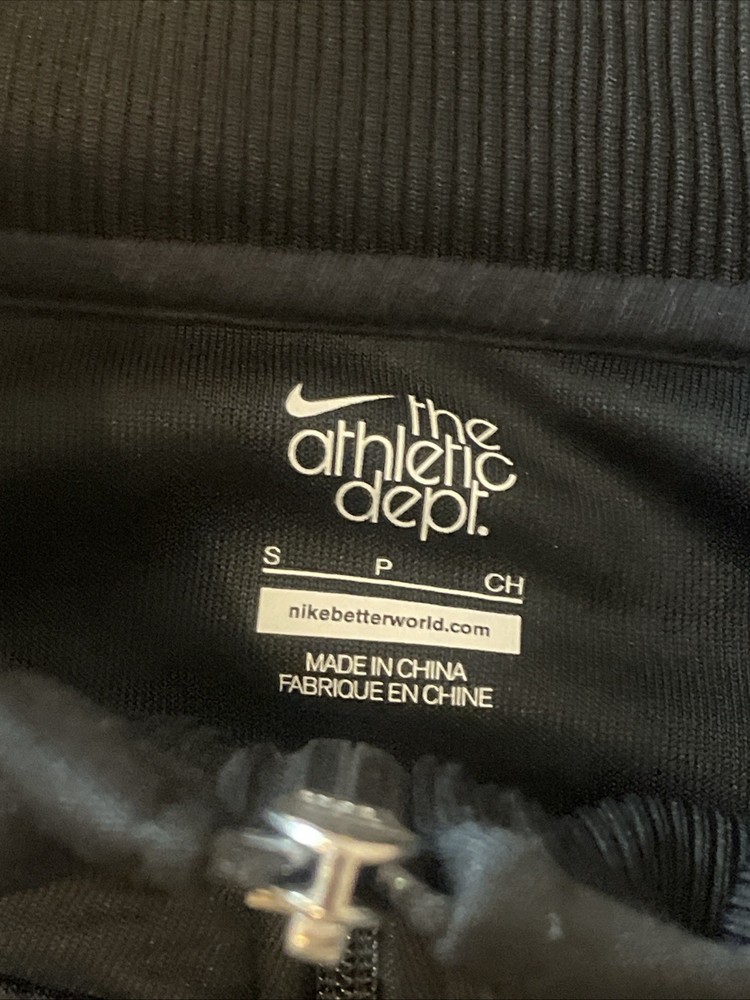 the
athletic
dept.
S P CH
nikebetterworld.com
MADE IN CHINA
FABRIQUE EN CHINE